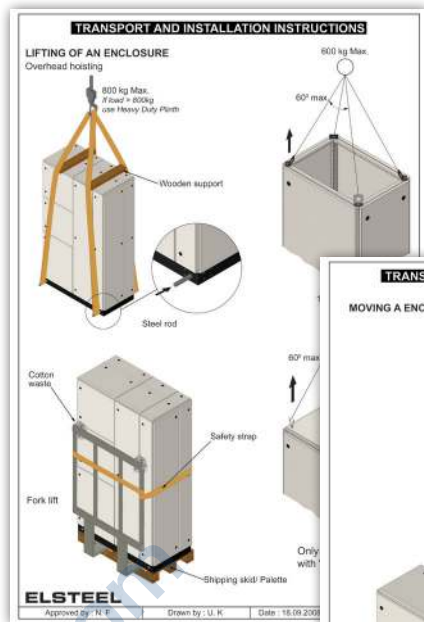 TRANSPORT AND INSTALLATION INSTRUCTIONS
LIFTING OF AN ENCLOSURE
Overhead hoisting
800 kg Max.
If load > 800kg
use Heavy Duty Plinth
Wooden support
Steel rod
600 kg Max.
60º max
TRANS
MOVING A ENC
60º max
Cotton
waste
Safety strap
Fork lift
Shipping skid/ Palette
Only
with
ELSTEEL
Approved by : N. F
Drawn by : U. K
Date : 16.09.2008